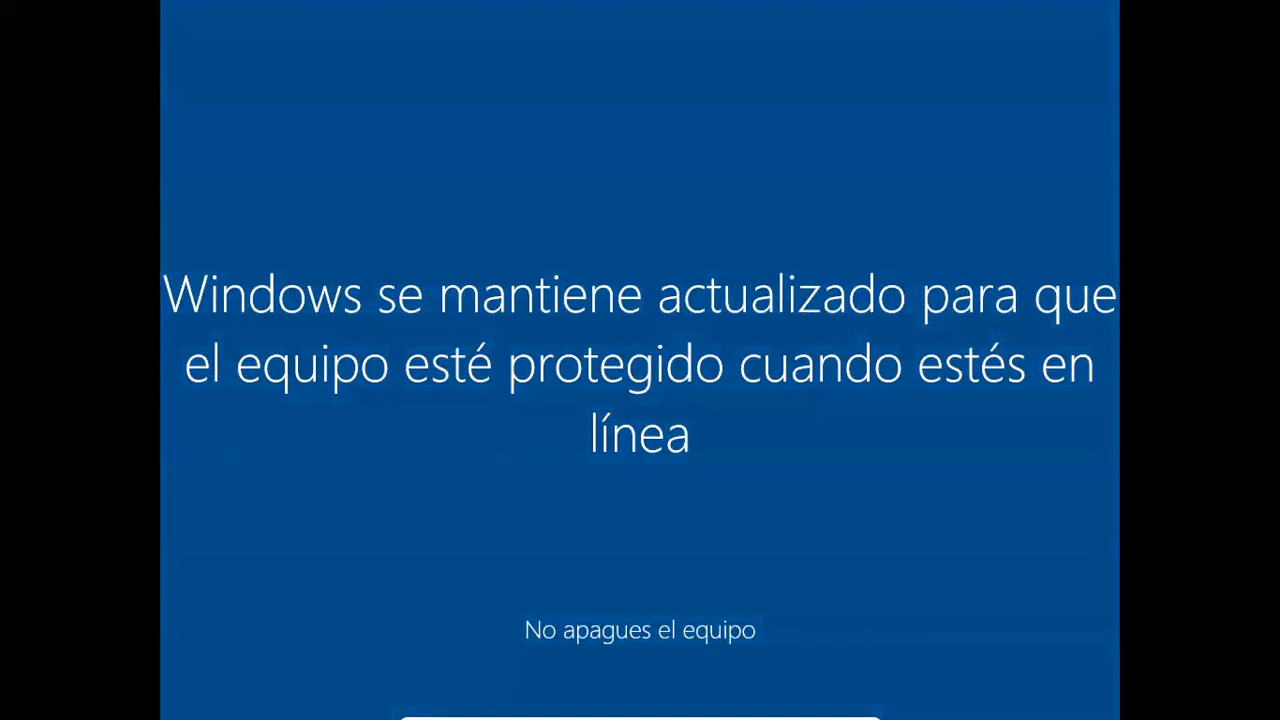 Windows se mantiene actualizado para que
el equipo esté protegido cuando estés en
línea
No apagues el equipo